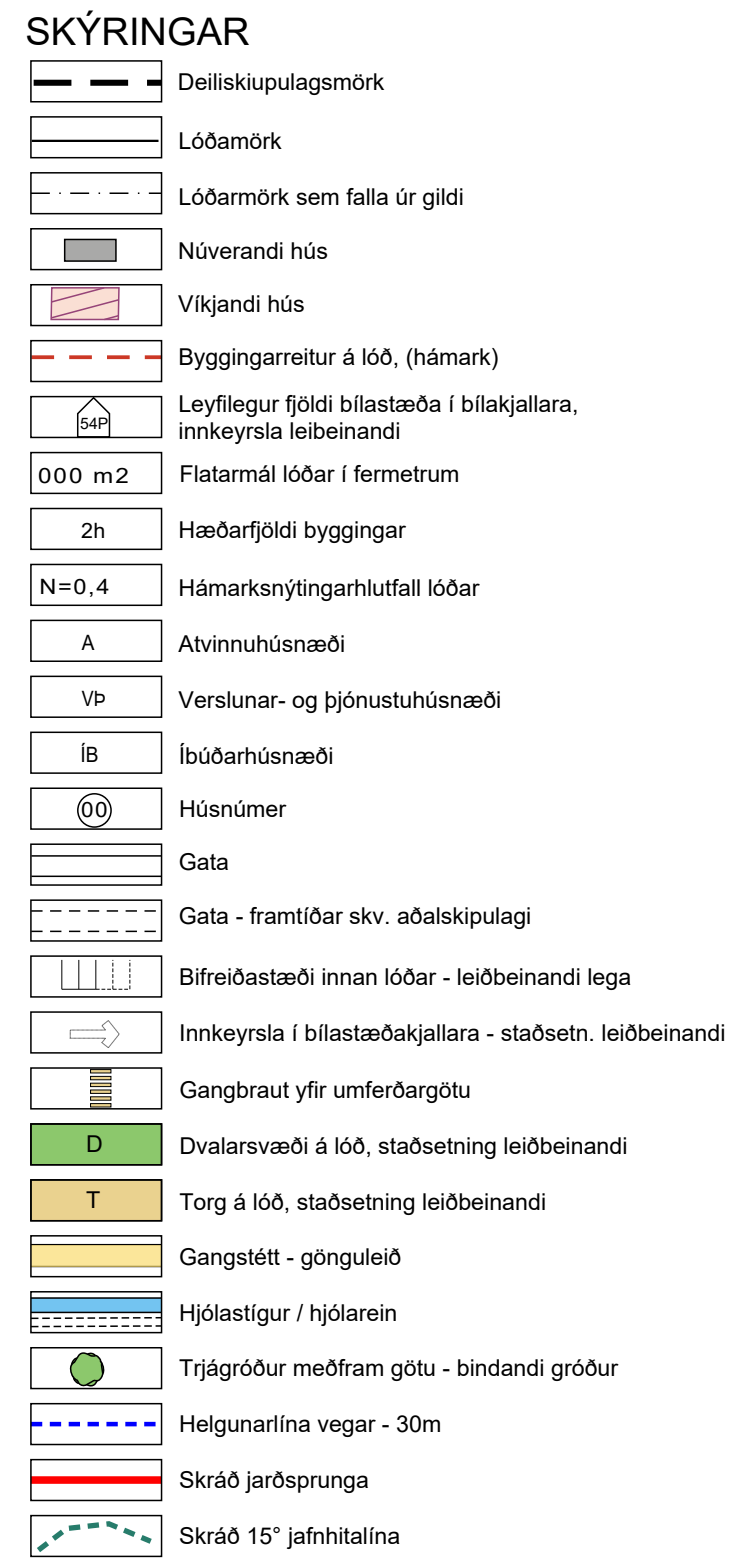 SKÝRINGAR
Deiliskiupulagsmörk
Lóðamörk
Lóðarmörk sem falla úr gildi
Núverandi hús
Víkjandi hús
Byggingarreitur á lóð, (hámark)
54P Leyfilegur fjöldi bílastæða í bílakjallara,
innkeyrsla leibeinandi
000 m2 Flatarmál lóðar í fermetrum
2h Hæðarfjöldi byggingar
N=0,4 Hámarksnýtingarhlutfall lóðar
A Atvinnuhúsnæði
VÞ Verslunar- og þjónustuhúsnæði
ÍB Íbúðarhúsnæði
00 Húsnúmer
Gata
Gata - framtíðar skv. aðalskipulagi
Bifreiðastæði innan lóðar - leiðbeinandi lega
Innkeyrsla í bílastæðakjallara - staðsetn. leiðbeinandi
Gangbraut yfir umferðargötu
D Dvalarsvæði á lóð, staðsetning leiðbeinandi
T Torg á lóð, staðsetning leiðbeinandi
Gangstétt - gönguleið
Hjólastígur / hjólarein
Trjágróður meðfram götu - bindandi gróður
Helgunarlína vegar - 30m
Skráð jarðsprunga
Skráð 15° jafnhitalína